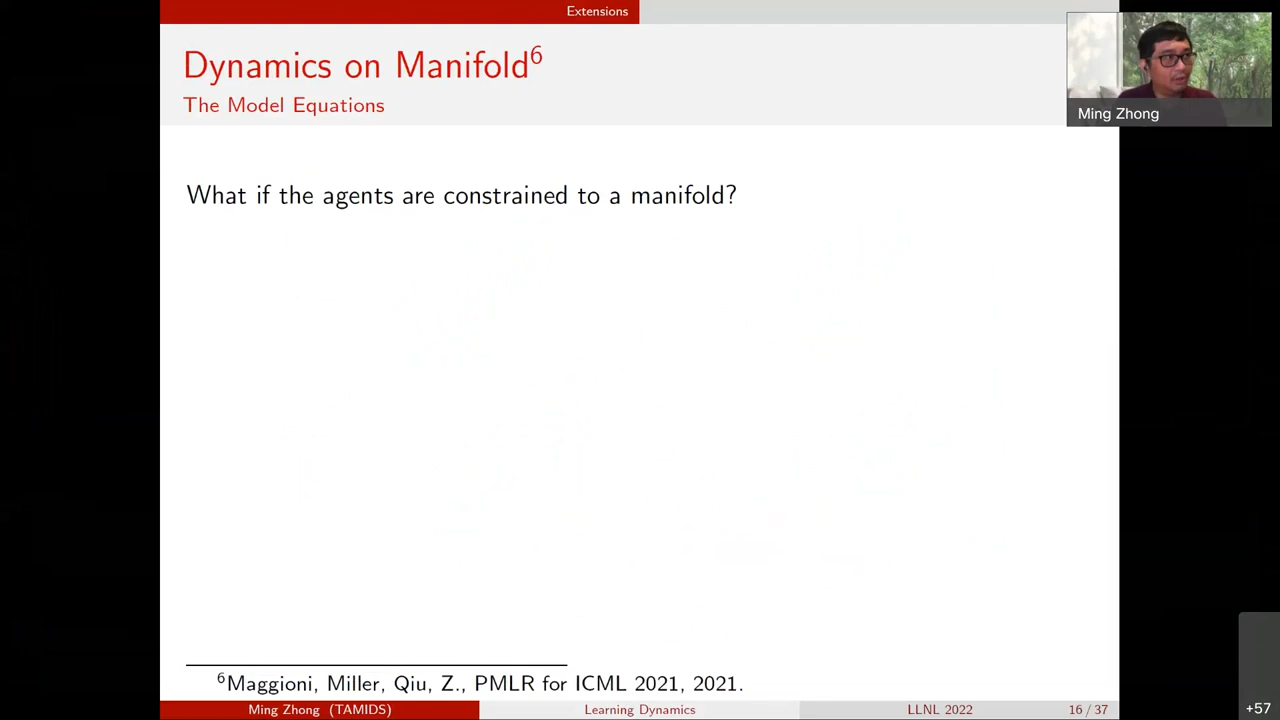 Extensions
Dynamics on Manifold6
The Model Equations
Ming Zhong
What if the agents are constrained to a manifold?
6Maggioni, Miller, Qiu, Z., PMLR for ICML 2021, 2021.
Ming Zhong (TAMIDS) Learning Dynamics LLNL 2022 16 / 37
+57